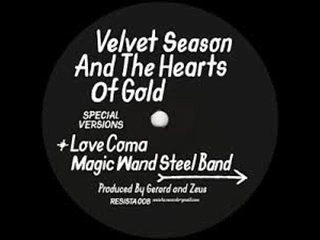 Velvet Season
And The Hearts
Of Gold
SPECIAL
VERSIONS
+Love Coma
Magic Wand Steel Band
Produced By Gerard and Zeus
RESISTA 008